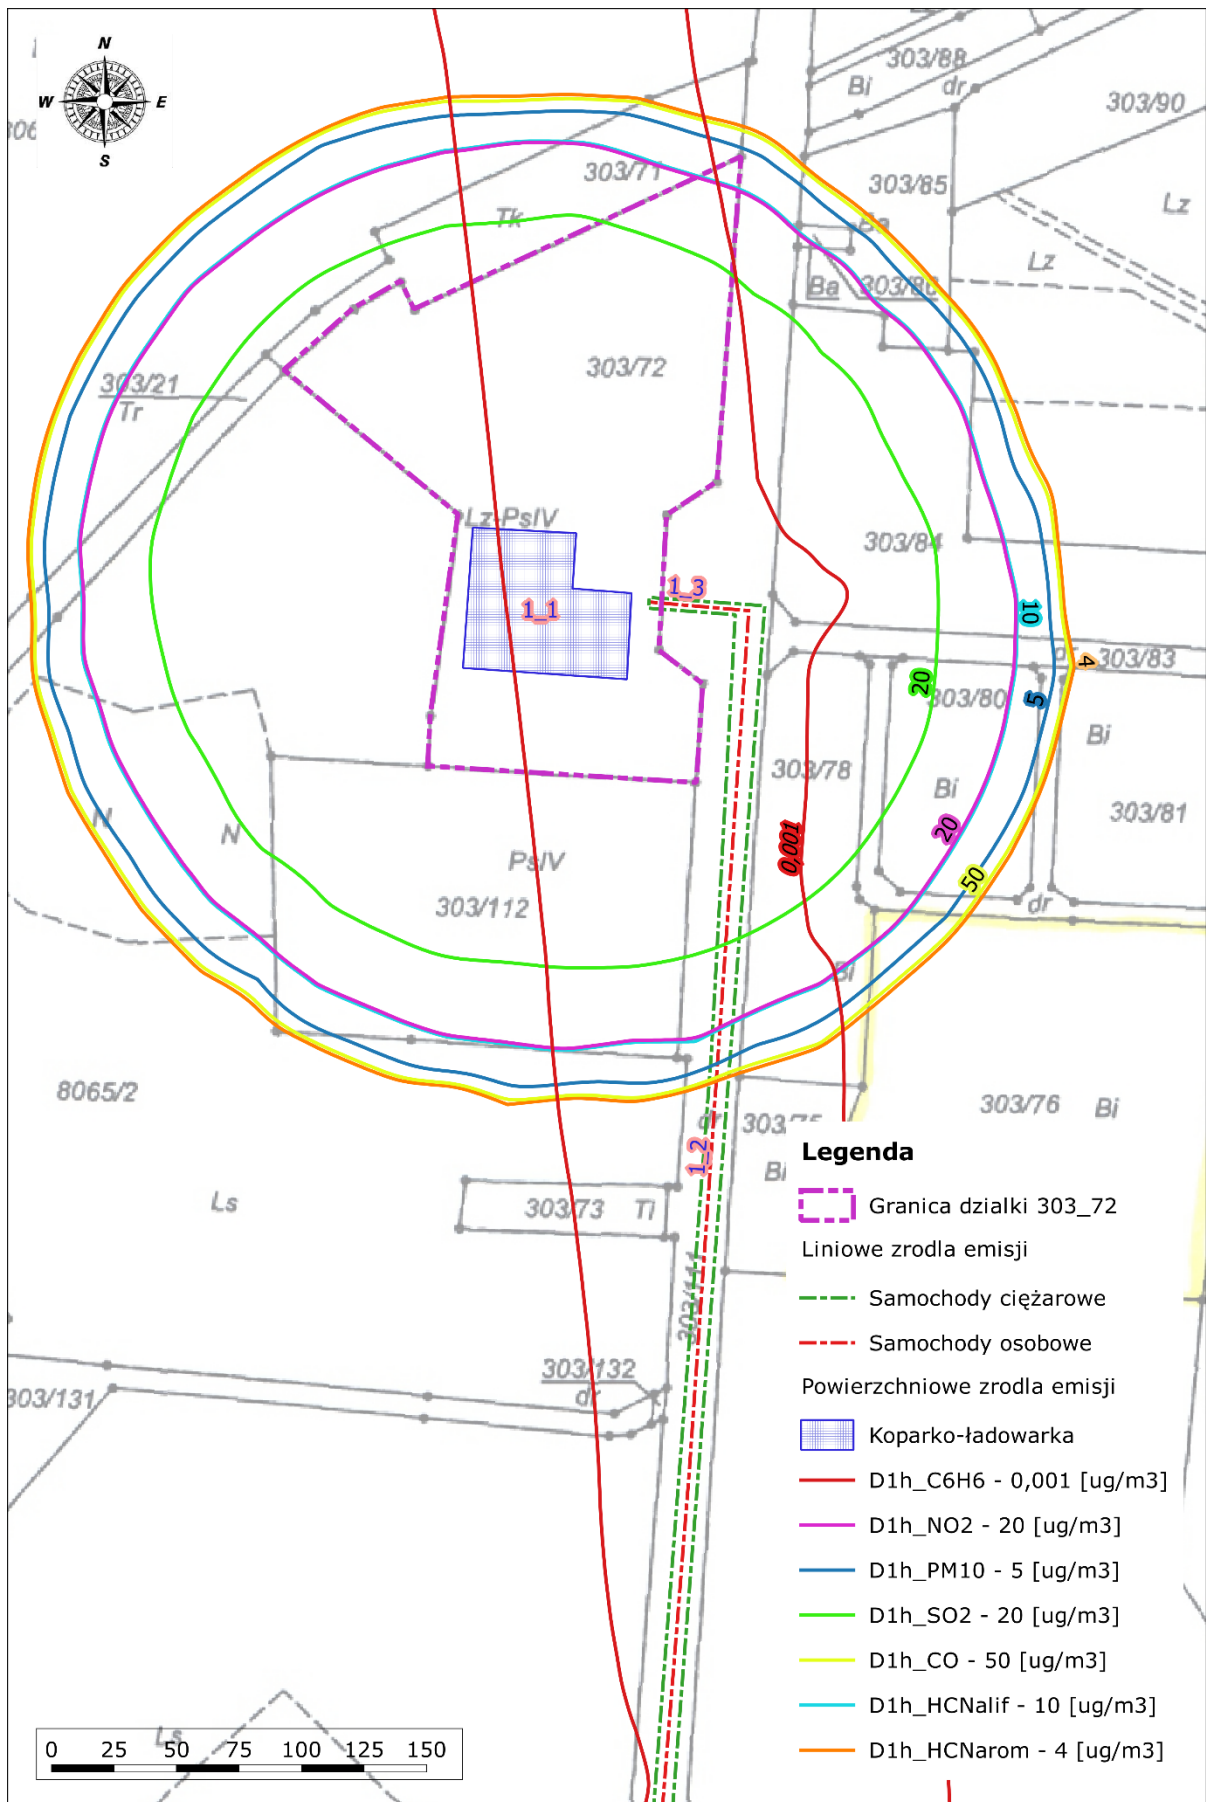 N
W
E
S
303/88
Bi
dr
303/90
303/71
303/85
Lz
Tk
Ba
Lz
Ba
303/86
303/72
303/21
Tr
Lz-PsIV
303/84
1_3
1_1
10
4
303/83
20
303/80
5
Bi
303/78
Bi
303/81
N
N
20
0,001
PsIV
50
303/112
dr
Bi
8065/2
303/76
Bi
dr
303/75
1_2
Bi
Ls
303/73
Ti
303/111
303/132
dr
303/131
Ls
0
25
50
75
100
125
150
Legenda
Granica dzialki 303_72
Liniowe zrodla emisji
Samochody ciężarowe
Samochody osobowe
Powierzchniowe zrodla emisji
Koparko-ładowarka
D1h_C6H6 - 0,001 [ug/m3]
D1h_NO2 - 20 [ug/m3]
D1h_PM10 - 5 [ug/m3]
D1h_SO2 - 20 [ug/m3]
D1h_CO - 50 [ug/m3]
D1h_HCNalif - 10 [ug/m3]
D1h_HCNarom - 4 [ug/m3]